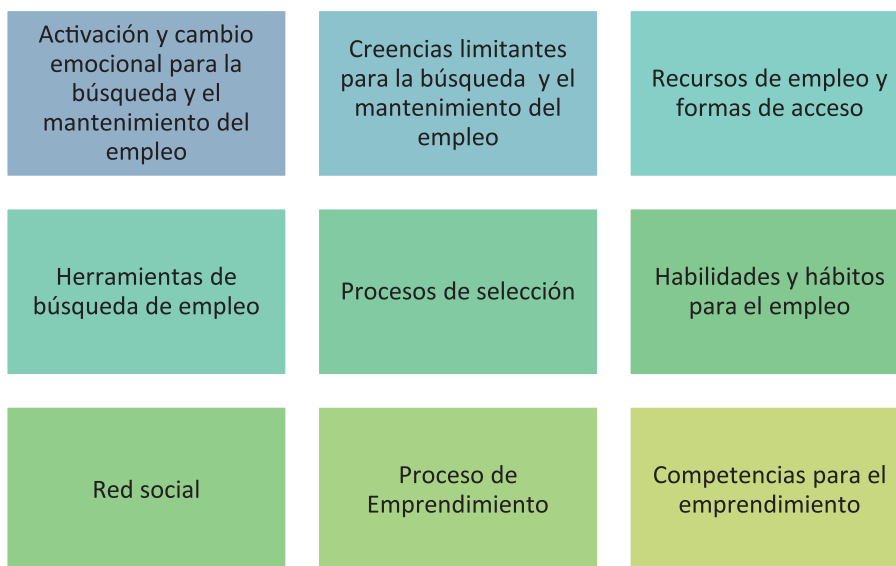 Activación y cambio
emocional para la
búsqueda y el
mantenimiento del
empleo
Creencias limitantes
para la búsqueda y el
mantenimiento del
empleo
Recursos de empleo y
formas de acceso
Herramientas de
búsqueda de empleo
Procesos de selección
Habilidades y hábitos
para el empleo
Red social
Proceso de
Emprendimiento
Competencias para el
emprendimiento